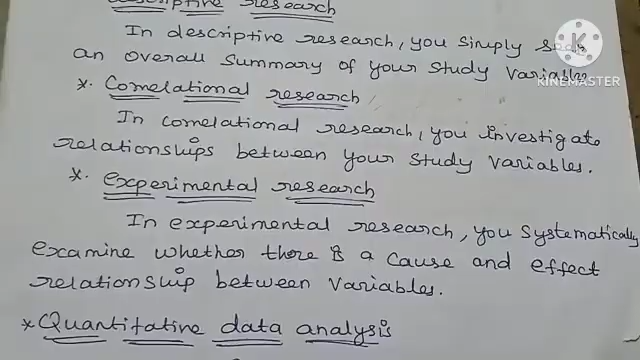 descriptive research
In descriptive research, you simply seek
an overall summary of your study variables
*. Correlational research
In correlational research, you investigate
relationships between your study variables.
*. experimental research
In experimental research, you systematically
examine whether there is a cause and effect
relationship between variables.
* Quantitative data analysis
KINEMASTER